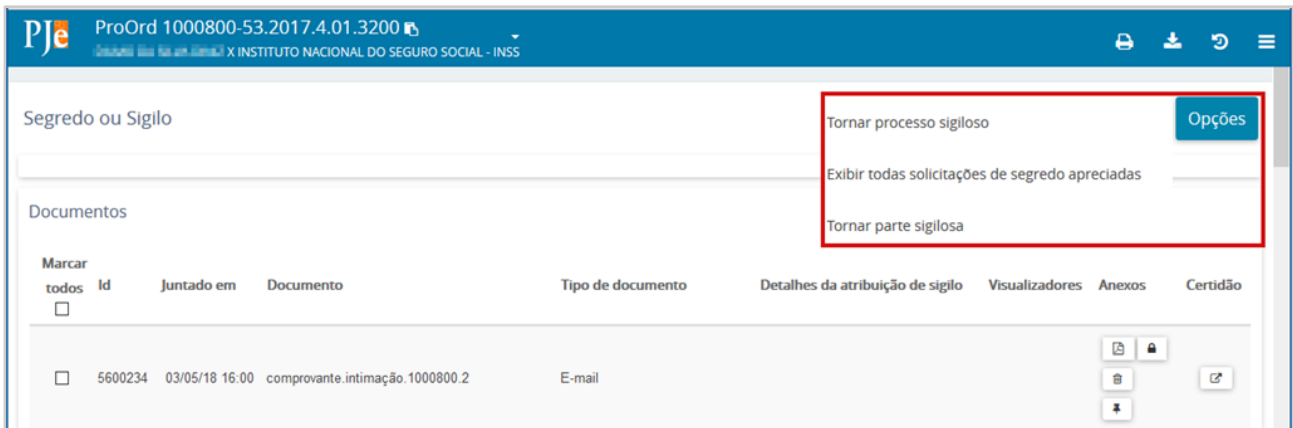 PJe ProOrd 1000800-53.2017.4.01.3200
X INSTITUTO NACIONAL DO SEGURO SOCIAL - INSS
Segredo ou Sigilo
Opções
Tornar processo sigiloso
Exibir todas solicitações de segredo apreciadas
Tornar parte sigilosa
Documentos
Marcar todos Id Juntado em Documento Tipo de documento Detalhes da atribuição de sigilo Visualizadores Anexos Certidão
5600234 03/05/18 16:00 comprovante.intimação.1000800.2 E-mail